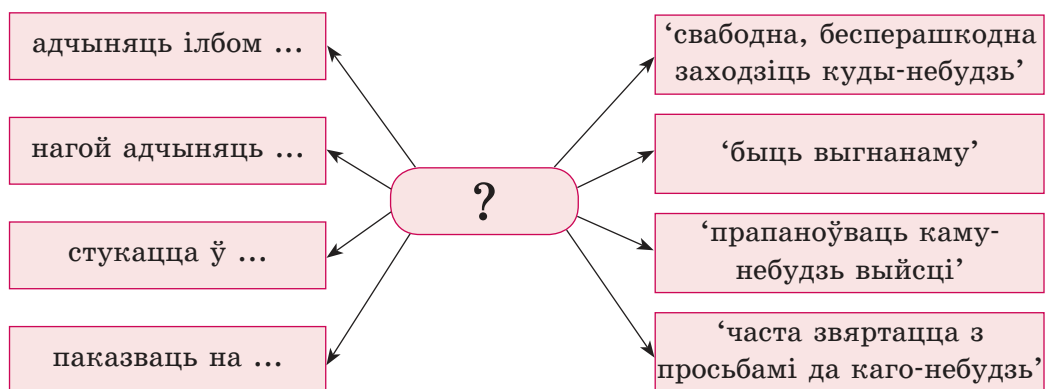 адчыняць ілбом ...
нагой адчыняць ...
стукацца ў ...
паказваць на ...
?
‘свабодна, бесперашкодна
заходзіць куды-небудзь’
‘быць выгнанаму’
‘прапаноўваць каму-
небудзь выйсці’
‘часта звяртацца з
просьбамі да каго-небудзь’